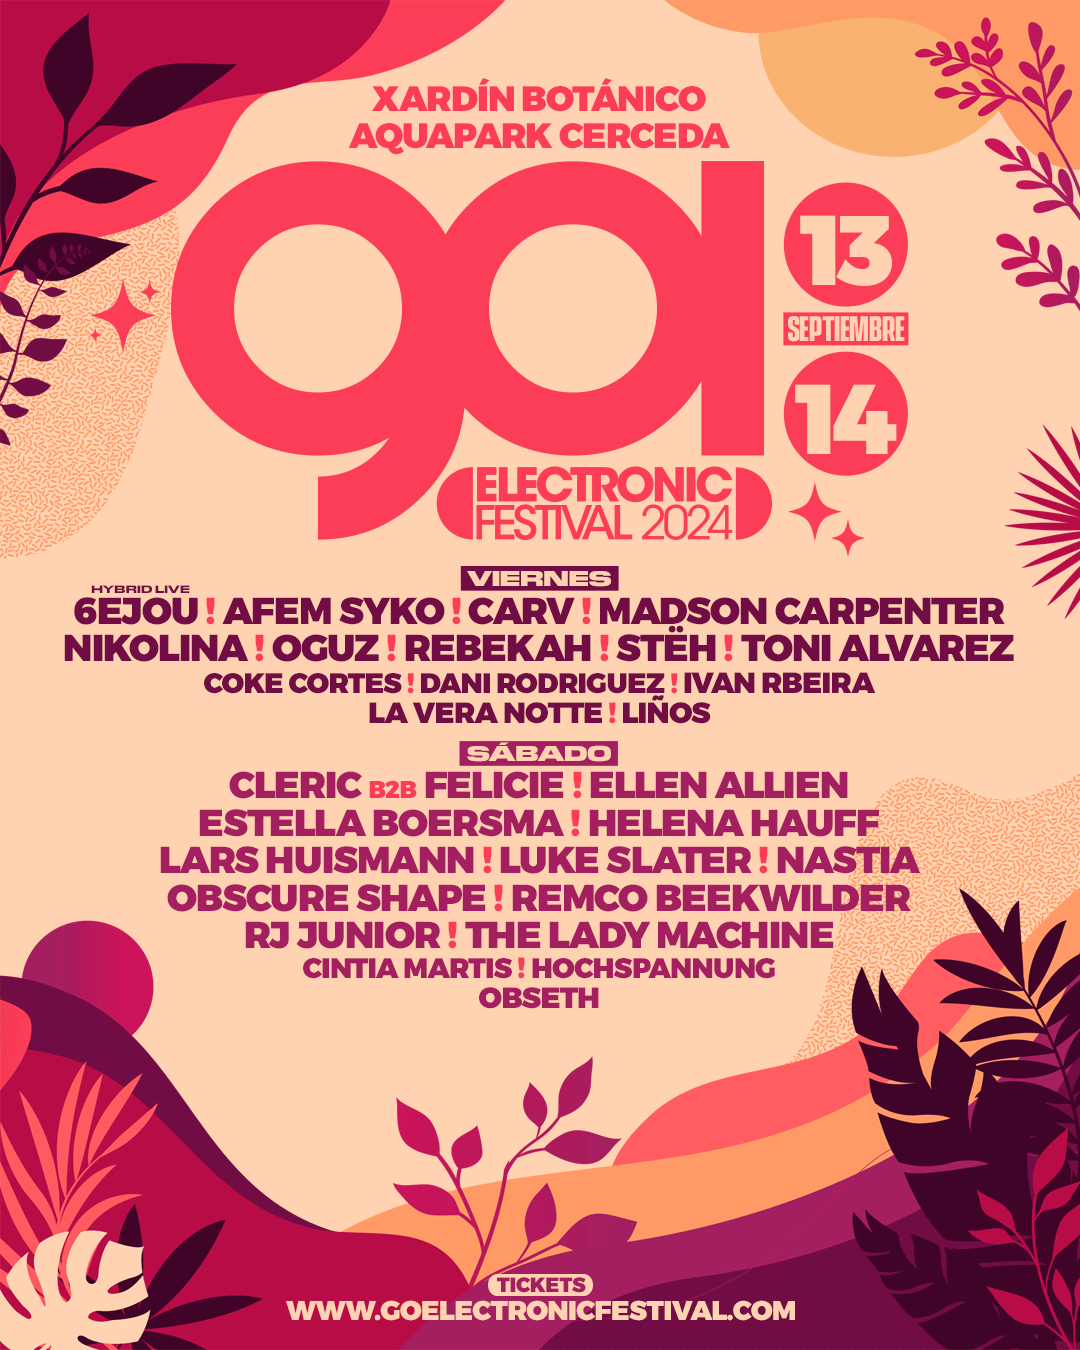 XARDÍN BOTÁNICO
AQUAPARK CERCEDA
go!
13
SEPTIEMBRE
14
ELECTRONIC
FESTIVAL 2024
VIERNES
HYBRID LIVE
6EJOU ! AFEM SYKO ! CARV ! MADSON CARPENTER
NIKOLINA ! OGUZ ! REBEKAH ! STËH ! TONI ALVAREZ
COKE CORTES ! DANI RODRIGUEZ ! IVAN RBEIRA
LA VERA NOTTE ! LIÑOS
SÁBADO
CLERIC B2B FELICIE ! ELLEN ALLIEN
ESTELLA BOERSMA ! HELENA HAUFF
LARS HUISMANN ! LUKE SLATER ! NASTIA
OBSCURE SHAPE ! REMCO BEEKWILDER
RJ JUNIOR ! THE LADY MACHINE
CINTIA MARTIS ! HOCHSPANNUNG
OBSETH
TICKETS
WWW.GOELECTRONICFESTIVAL.COM